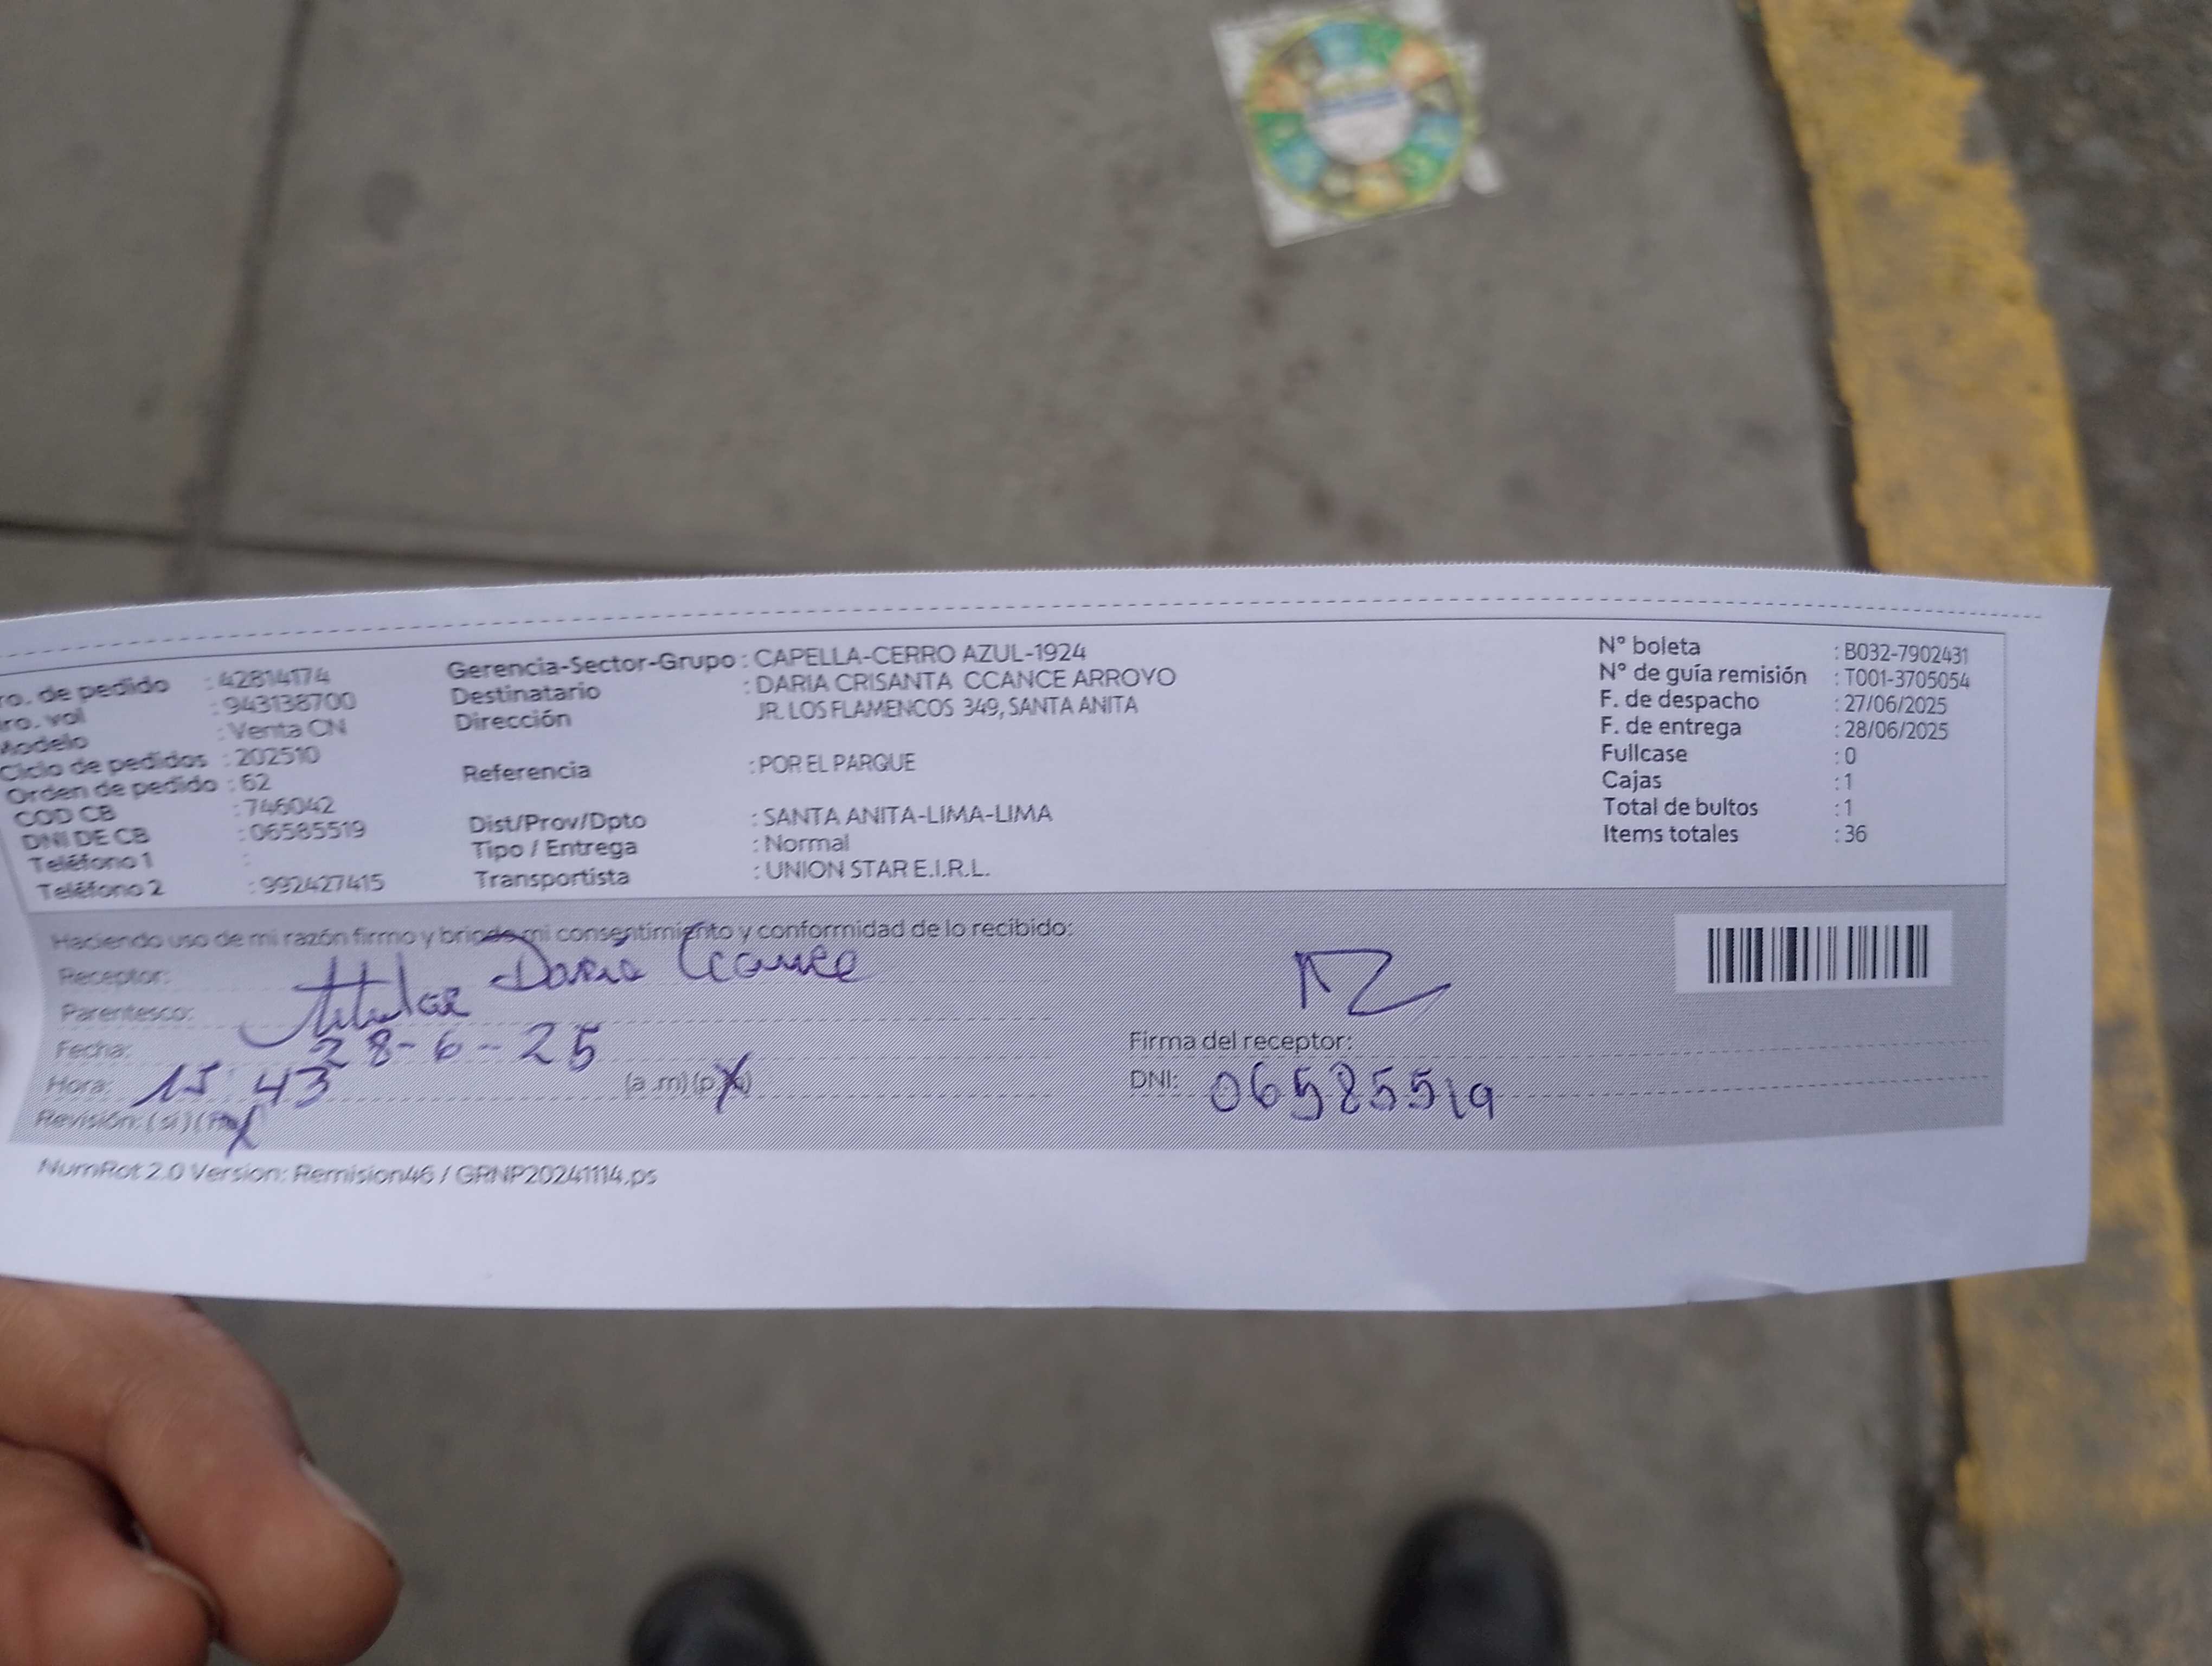 ro. de pedido : 42814174
ro. vol : 943138700
Modelo : Venta CN
Ciclo de pedidos : 202510
Orden de pedido : 62
COD CB : 746042
DNI DE CB : 06585519
Teléfono 1 :
Teléfono 2 : 992427415
Gerencia-Sector-Grupo : CAPELLA-CERRO AZUL-1924
Destinatario : DARIA CRISANTA CCANCE ARROYO
Dirección JR. LOS FLAMENCOS 349, SANTA ANITA
Referencia : POR EL PARQUE
Dist/Prov/Dpto : SANTA ANITA-LIMA-LIMA
Tipo / Entrega : Normal
Transportista : UNION STAR E.I.R.L.
N° boleta : B032-7902431
N° de guía remisión : T001-3705054
F. de despacho : 27/06/2025
F. de entrega : 28/06/2025
Fullcase : 0
Cajas : 1
Total de bultos : 1
Items totales : 36
Haciendo uso de mi razón firmo y brindo mi consentimiento y conformidad de lo recibido:
Receptor: Daria Ccance
Parentesco: titular
Fecha: 28-6-25
Hora: 15:43 (a.m) (p.m)
Revisión: (si) (no)
Firma del receptor:
DNI: 06585519
NumRot 2.0 Version: Remision46 / GRNP20241114.ps